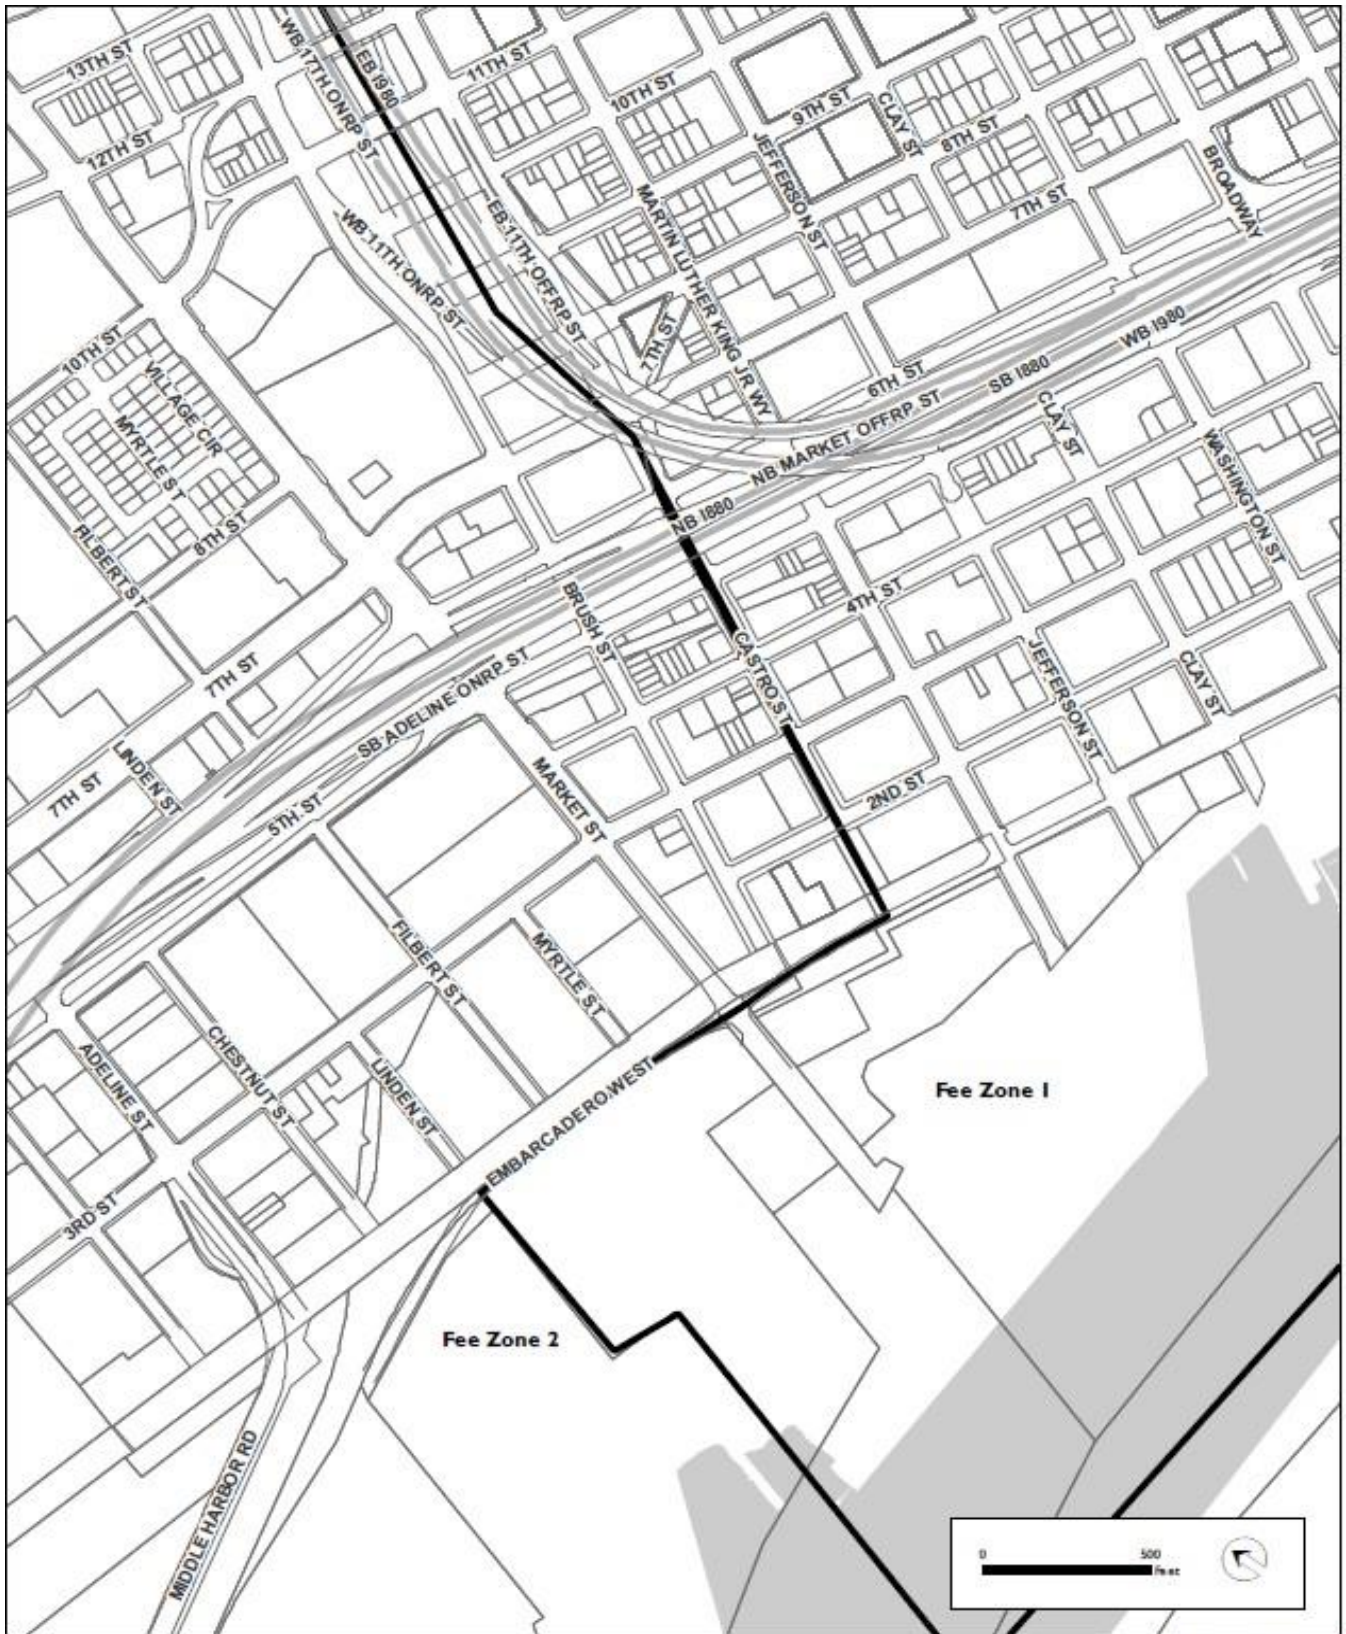 13TH ST
WB 17TH ONRP ST
EB I980
11TH ST
10TH ST
9TH ST
CLAY ST
8TH ST
12TH ST
JEFFERSON ST
BROADWAY
7TH ST
MARTIN LUTHER KING JR WY
EB 11TH OFFRP ST
WB 11TH ONRP ST
10TH ST
VILLAGE CIR
MYRTLE ST
7TH ST
6TH ST
WB I980
SB I880
NB MARKET OFFRP ST
CLAY ST
WASHINGTON ST
NB I880
8TH ST
FILBERT ST
BRUSH ST
4TH ST
CASTRO ST
JEFFERSON ST
CLAY ST
7TH ST
SB ADELINE ONRP ST
LINDEN ST
7TH ST
5TH ST
MARKET ST
2ND ST
FILBERT ST
MYRTLE ST
ADELINE ST
CHESTNUT ST
LINDEN ST
EMBARCADERO WEST
Fee Zone 1
3RD ST
Fee Zone 2
MIDDLE HARBOR RD
0 500
feet